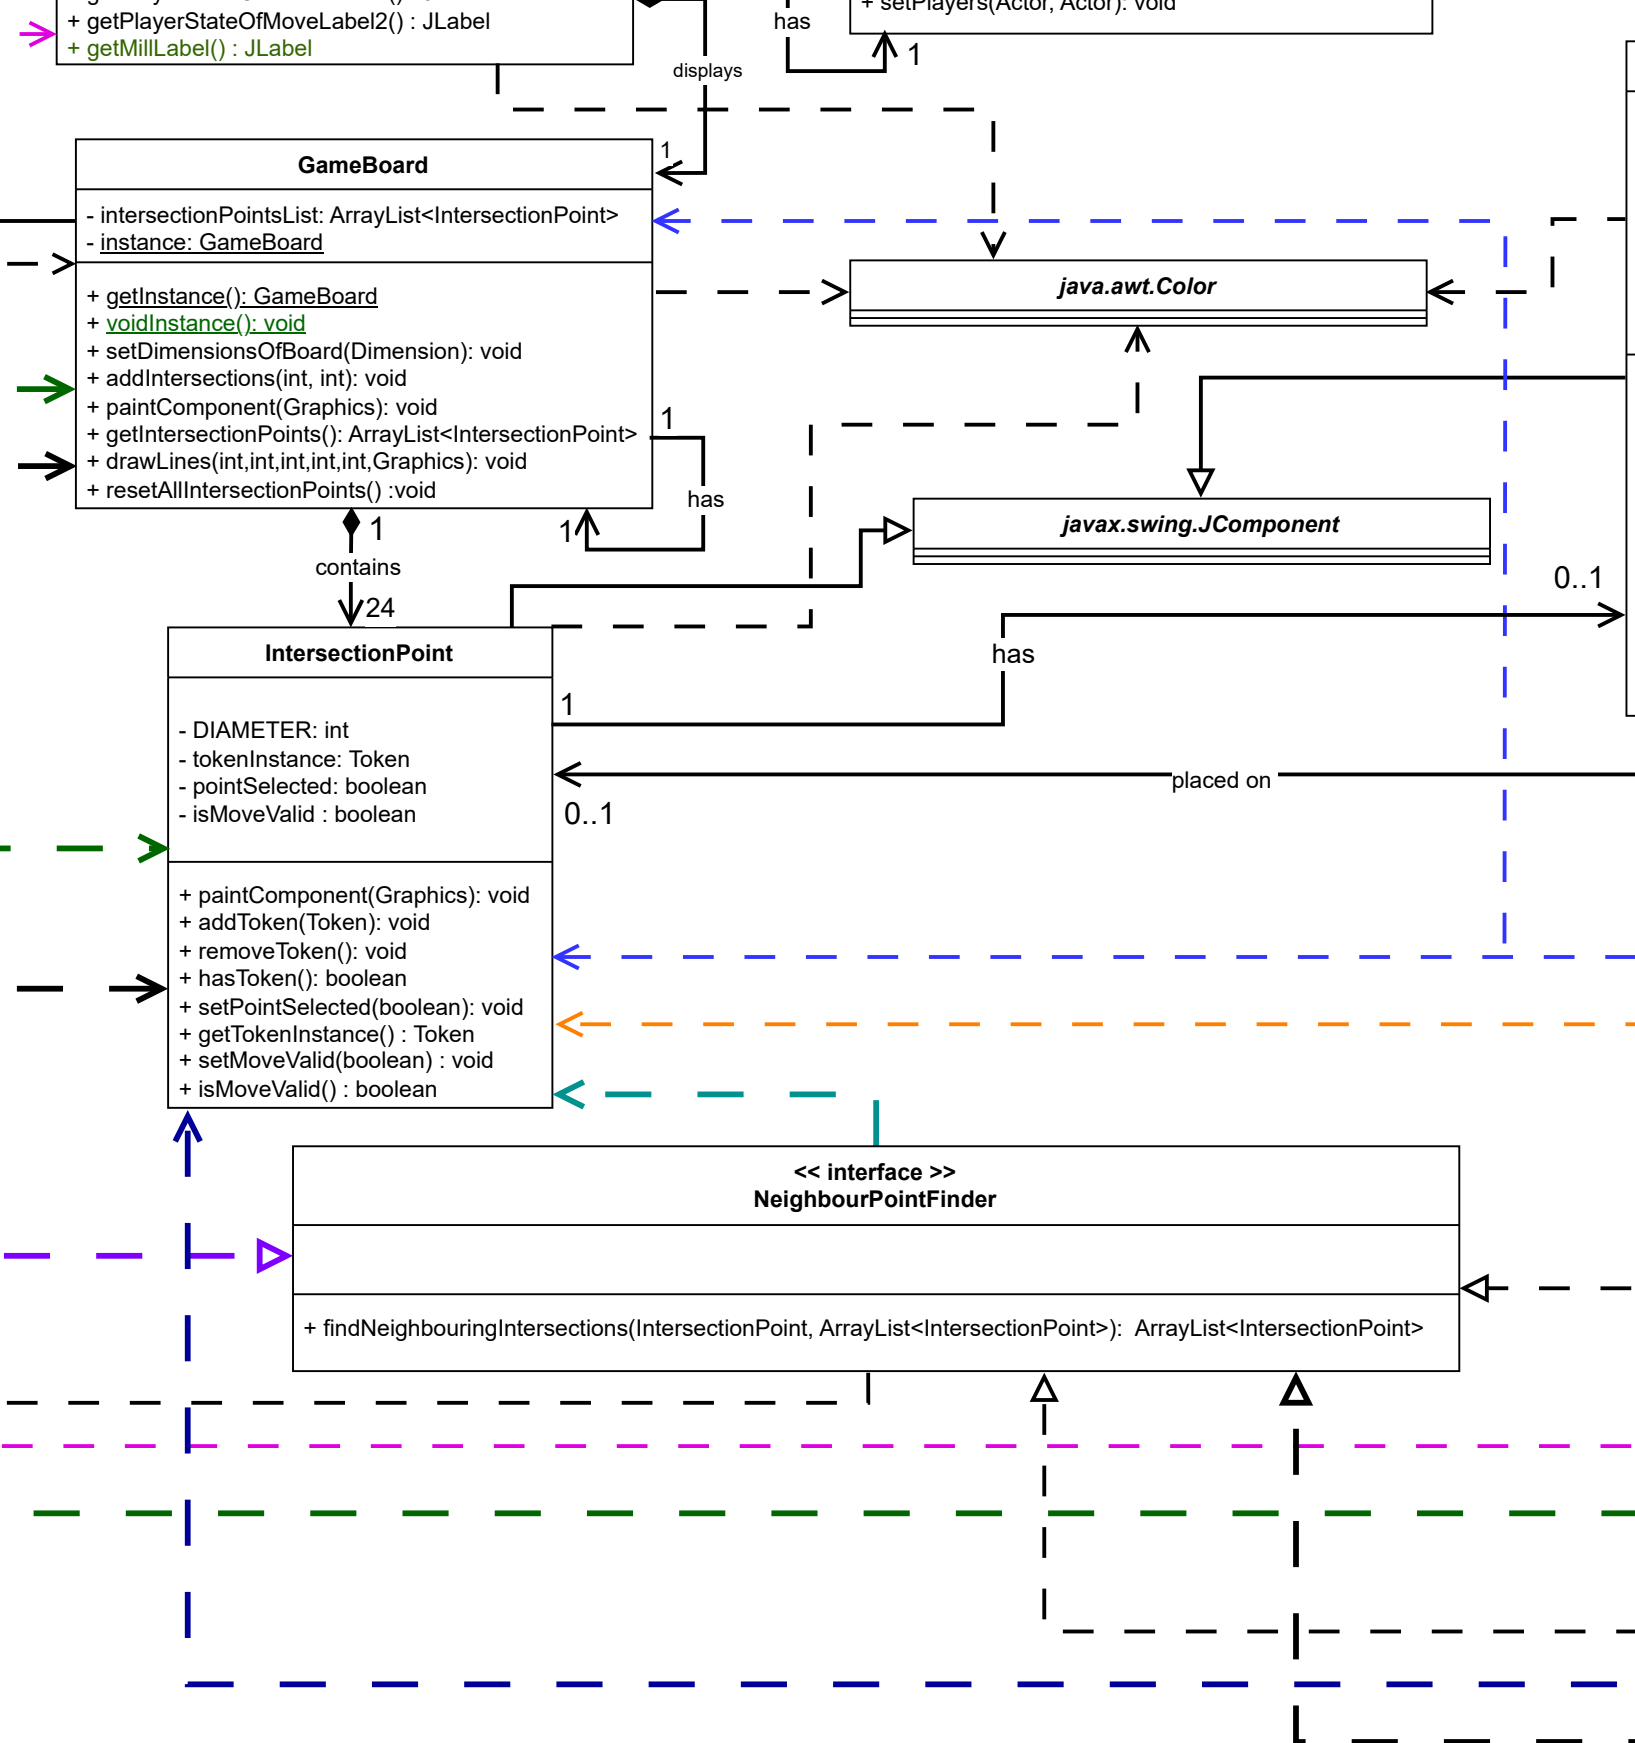 + getPlayerStateOfMoveLabel2() : JLabel
+ getMillLabel() : JLabel
displays
1
has
+ setPlayers(Actor, Actor): void
1
GameBoard
- intersectionPointsList: ArrayList<IntersectionPoint>
- instance: GameBoard
+ getInstance(): GameBoard
+ voidInstance(): void
+ setDimensionsOfBoard(Dimension): void
+ addIntersections(int, int): void
+ paintComponent(Graphics): void
+ getIntersectionPoints(): ArrayList<IntersectionPoint>
+ drawLines(int,int,int,int,int,Graphics): void
+ resetAllIntersectionPoints() :void
1
has
1
java.awt.Color
javax.swing.JComponent
1
contains
24
0..1
IntersectionPoint
- DIAMETER: int
- tokenInstance: Token
- pointSelected: boolean
- isMoveValid : boolean
+ paintComponent(Graphics): void
+ addToken(Token): void
+ removeToken(): void
+ hasToken(): boolean
+ setPointSelected(boolean): void
+ getTokenInstance() : Token
+ setMoveValid(boolean) : void
+ isMoveValid() : boolean
has
1
placed on
0..1
<< interface >>
NeighbourPointFinder
+ findNeighbouringIntersections(IntersectionPoint, ArrayList<IntersectionPoint>):  ArrayList<IntersectionPoint>